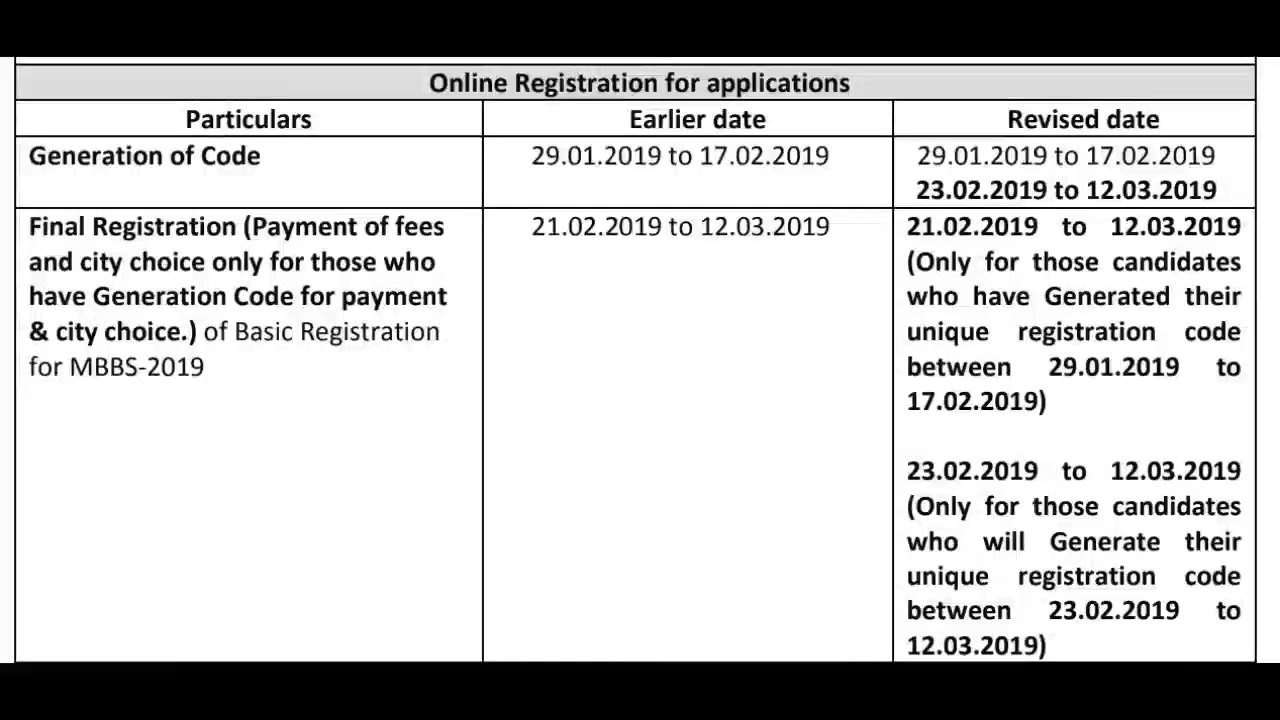 Online Registration for applications
Particulars Earlier date Revised date
Generation of Code 29.01.2019 to 17.02.2019 29.01.2019 to 17.02.2019
23.02.2019 to 12.03.2019
Final Registration (Payment of fees
and city choice only for those who
have Generation Code for payment
& city choice.) of Basic Registration
for MBBS-2019
21.02.2019 to 12.03.2019
21.02.2019 to 12.03.2019
(Only for those candidates
who have Generated their
unique registration code
between 29.01.2019 to
17.02.2019)
23.02.2019 to 12.03.2019
(Only for those candidates
who will Generate their
unique registration code
between 23.02.2019 to
12.03.2019)